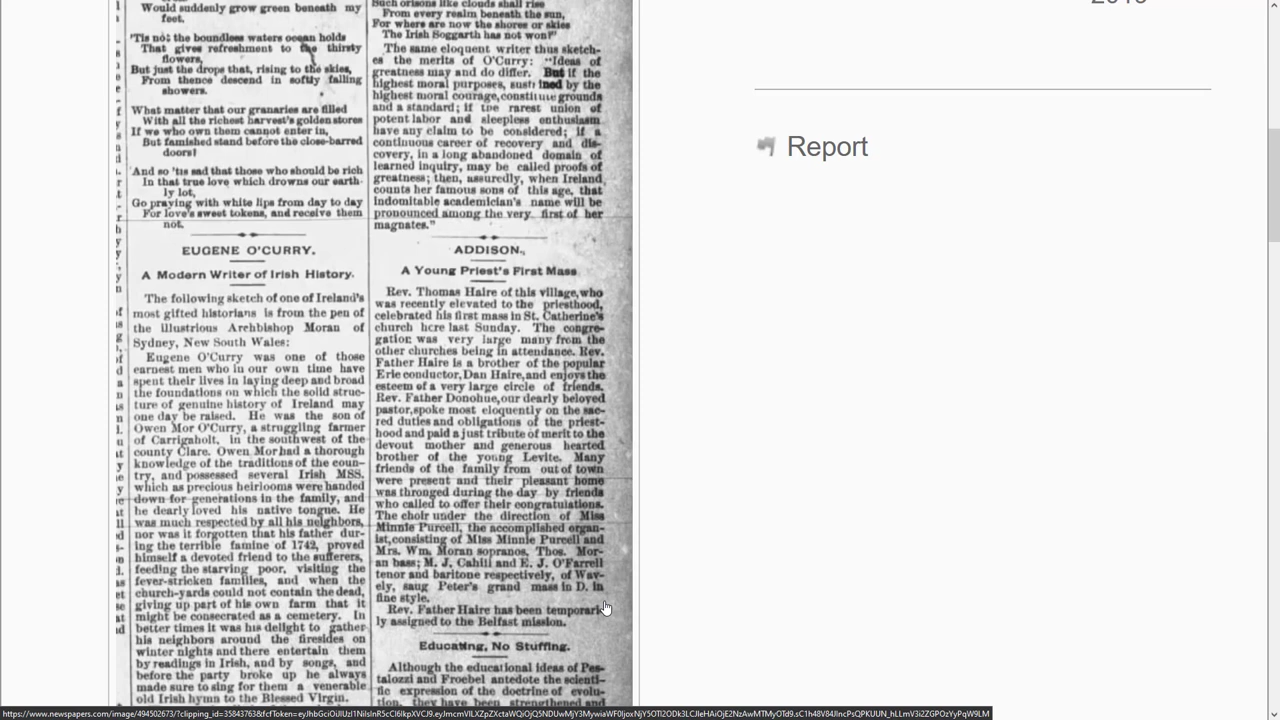 Would suddenly grow green beneath my
feet.
'Tis not the boundless waters ocean holds
That gives refreshment to the thirsty
flowers,
But just the drops that, rising to the skies,
From thence descend in softly falling
showers.
What matter that our granaries are filled
With all the richest harvest's golden stores
If we who own them cannot enter in,
But famished stand before the close-barred
doors!
And so 'tis sad that those who should be rich
In that true love which drowns our earth-
ly lot,
Go praying with white lips from day to day
For love's sweet tokens, and receive them
not.
EUGENE O'CURRY.
A Modern Writer of Irish History.
The following sketch of one of Ireland's
most gifted historians is from the pen of
the illustrious Archbishop Moran of
Sydney, New South Wales:
Eugene O'Curry was one of those
earnest men who in our own time have
spent their lives in laying deep and broad
the foundations on which the solid struc-
ture of genuine history of Ireland may
one day be raised. He was the son of
Owen Mor O'Curry, a struggling farmer
of Carrigaholt, in the southwest of the
county Clare. Owen Mor had a thorough
knowledge of the traditions of the coun-
try, and possessed several Irish MSS.
which as precious heirlooms were handed
down for generations in the family, and
he dearly loved his native tongue. He
was much respected by all his neighbors,
nor was it forgotten that his father dur-
ing the terrible famine of 1742, proved
himself a devoted friend to the sufferers,
feeding the starving poor, visiting the
fever-stricken families, and when the
church-yards could not contain the dead,
giving up part of his own farm that it
might be consecrated as a cemetery. In
better times it was his delight to gather
his neighbors around the firesides on
winter nights and there entertain them
by readings in Irish, and by songs, and
before the party broke up he always
made sure to sing for them a venerable
old Irish hymn to the Blessed Virgin.
Such orisons like clouds shall rise
From every realm beneath the sun,
For where are now the shores or skies
The Irish Soggarth has not won!"
The same eloquent writer thus sketch-
es the merits of O'Curry: "Ideas of
greatness may and do differ. But if the
highest moral purposes, sustained by the
highest moral courage, constitute grounds
and a standard; if the rarest union of
potent labor and sleepless enthusiasm
have any claim to be considered; if a
continuous career of recovery and dis-
covery, in a long abandoned domain of
learned inquiry, may be called proofs of
greatness; then, assuredly, when Ireland
counts her famous sons of this age, that
indomitable academician's name will be
pronounced among the very first of her
magnates."
ADDISON.
A Young Priest's First Mass
Rev. Thomas Haire of this village, who
was recently elevated to the priesthood,
celebrated his first mass in St. Catherine's
church here last Sunday. The congre-
gation was very large many from the
other churches being in attendance. Rev.
Father Haire is a brother of the popular
Erie conductor, Dan Haire, and enjoys the
esteem of a very large circle of friends.
Rev. Father Donohue, our dearly beloved
pastor, spoke most eloquently on the sac-
red duties and obligations of the priest-
hood and paid a just tribute of merit to the
devout mother and generous hearted
brother of the young Levite. Many
friends of the family from out of town
were present and their pleasant home
was thronged during the day by friends
who called to offer their congratulations.
The choir under the direction of Miss
Minnie Purcell, the accomplished organ-
ist, consisting of Miss Minnie Purcell and
Mrs. Wm. Moran sopranos, Thos. Mor-
an bass; M. J. Cahill and E. J. O'Farrell
tenor and baritone respectively, of Wav-
ely, saug Peter's grand mass in D. in
fine style.
Rev. Father Haire has been temporari-
ly assigned to the Belfast mission.
Educating, No Stuffing.
Although the educational ideas of Pes-
talozzi and Froebel antedote the scienti-
fic expression of the doctrine of evolu-
tion, they have been strengthened and
Report